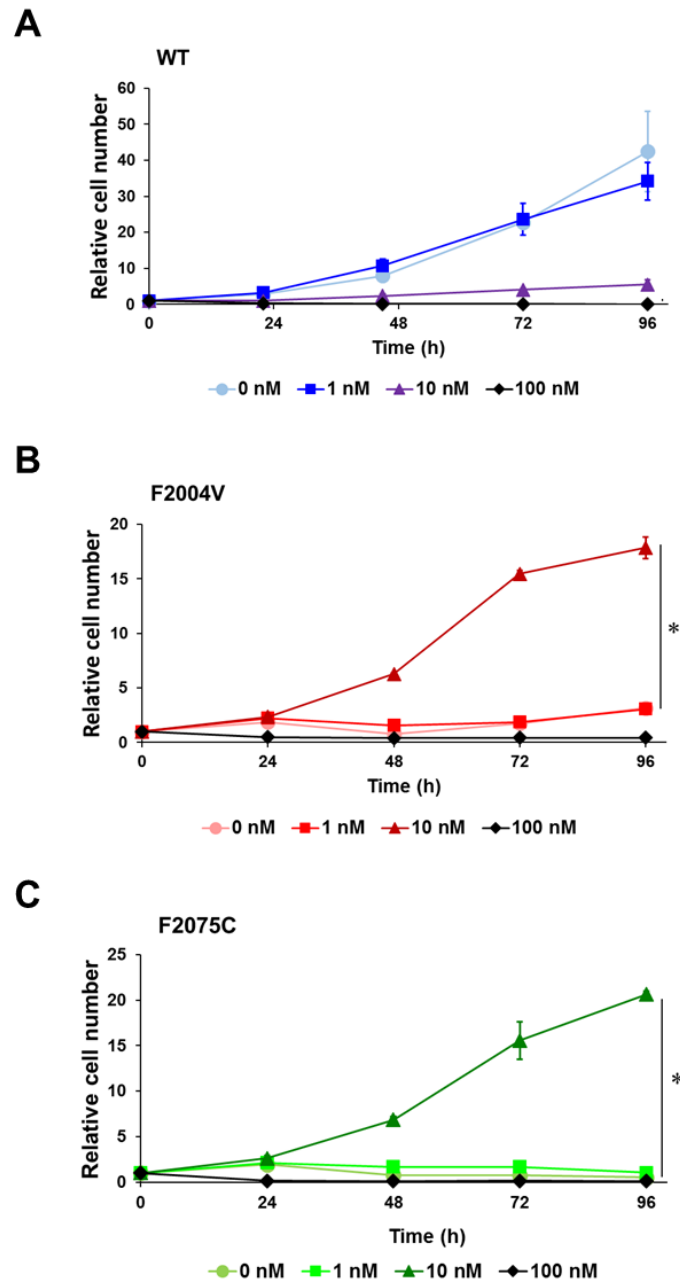 A
WT
Relative cell number
60
50
40
30
20
10
0
0 24 48 72 96
Time (h)
0 nM 1 nM 10 nM 100 nM
B
F2004V
Relative cell number
20
15
10
5
0
*
0 24 48 72 96
Time (h)
0 nM 1 nM 10 nM 100 nM
C
F2075C
Relative cell number
25
20
15
10
5
0
*
0 24 48 72 96
Time (h)
0 nM 1 nM 10 nM 100 nM